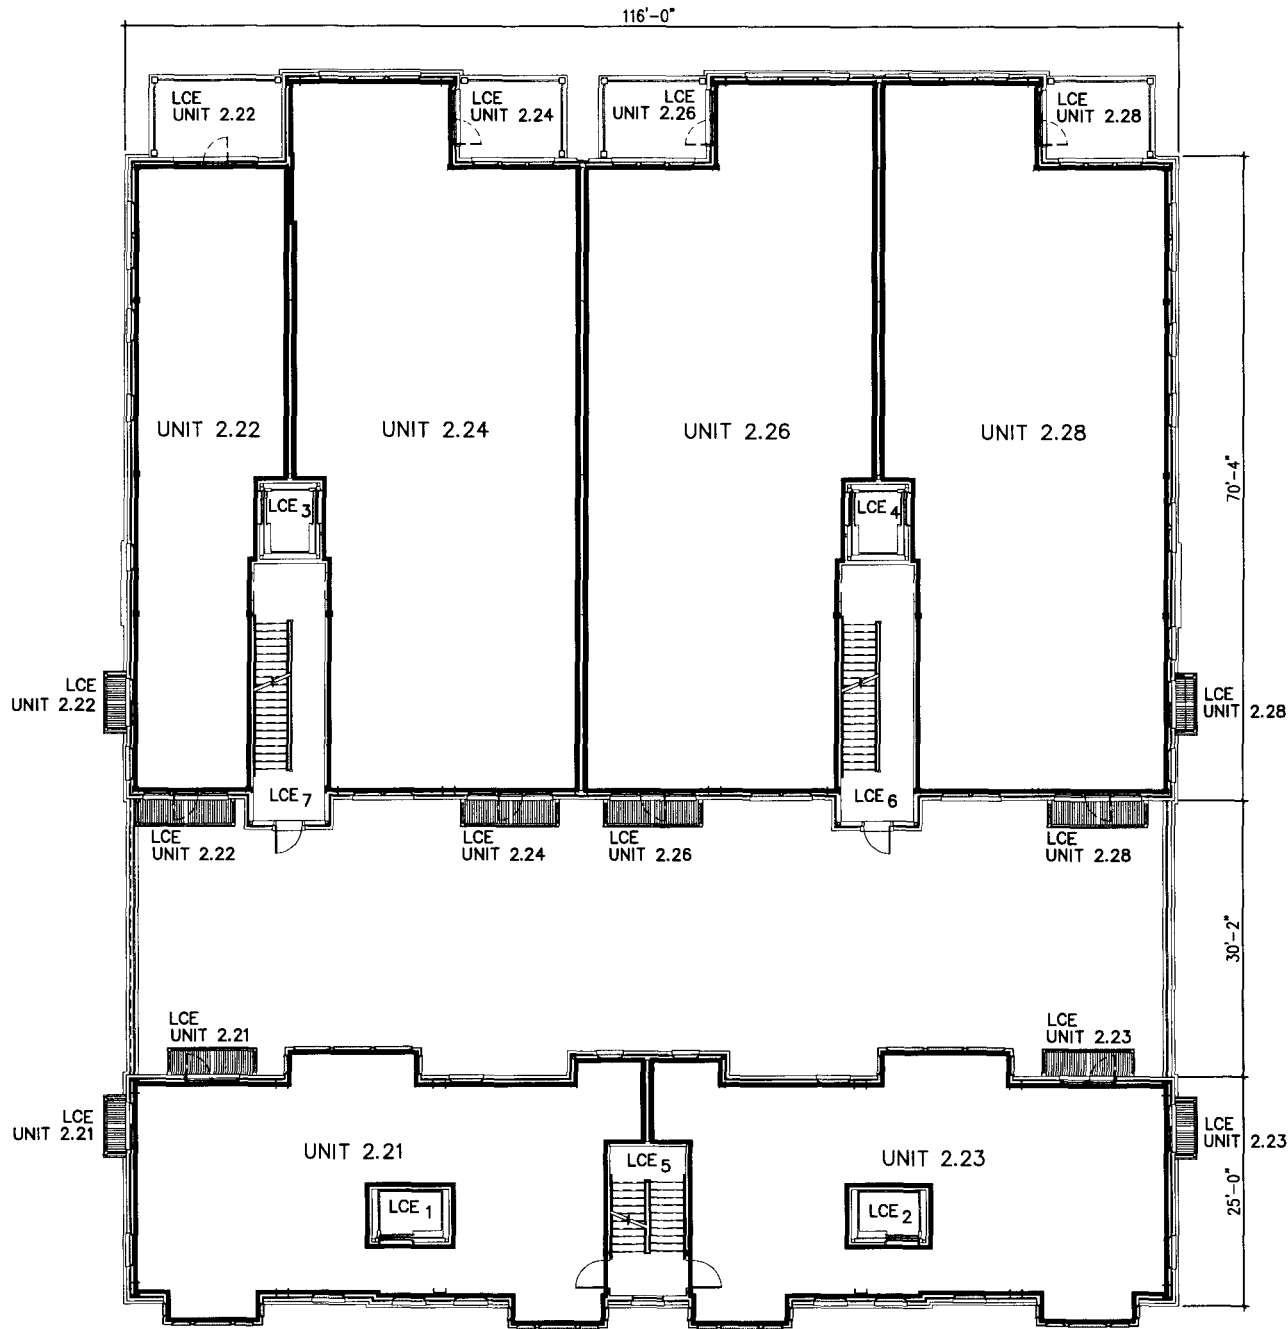 116'-0"
LCE
UNIT 2.22
LCE
UNIT 2.24
LCE
UNIT 2.26
LCE
UNIT 2.28
UNIT 2.22
UNIT 2.24
UNIT 2.26
UNIT 2.28
70'-4"
LCE 3
LCE 4
LCE
UNIT 2.22
LCE
UNIT 2.28
LCE 7
LCE 6
LCE
UNIT 2.22
LCE
UNIT 2.24
LCE
UNIT 2.26
LCE
UNIT 2.28
30'-2"
LCE
UNIT 2.21
LCE
UNIT 2.23
LCE
UNIT 2.21
LCE
UNIT 2.23
UNIT 2.21
LCE 5
UNIT 2.23
25'-0"
LCE 1
LCE 2